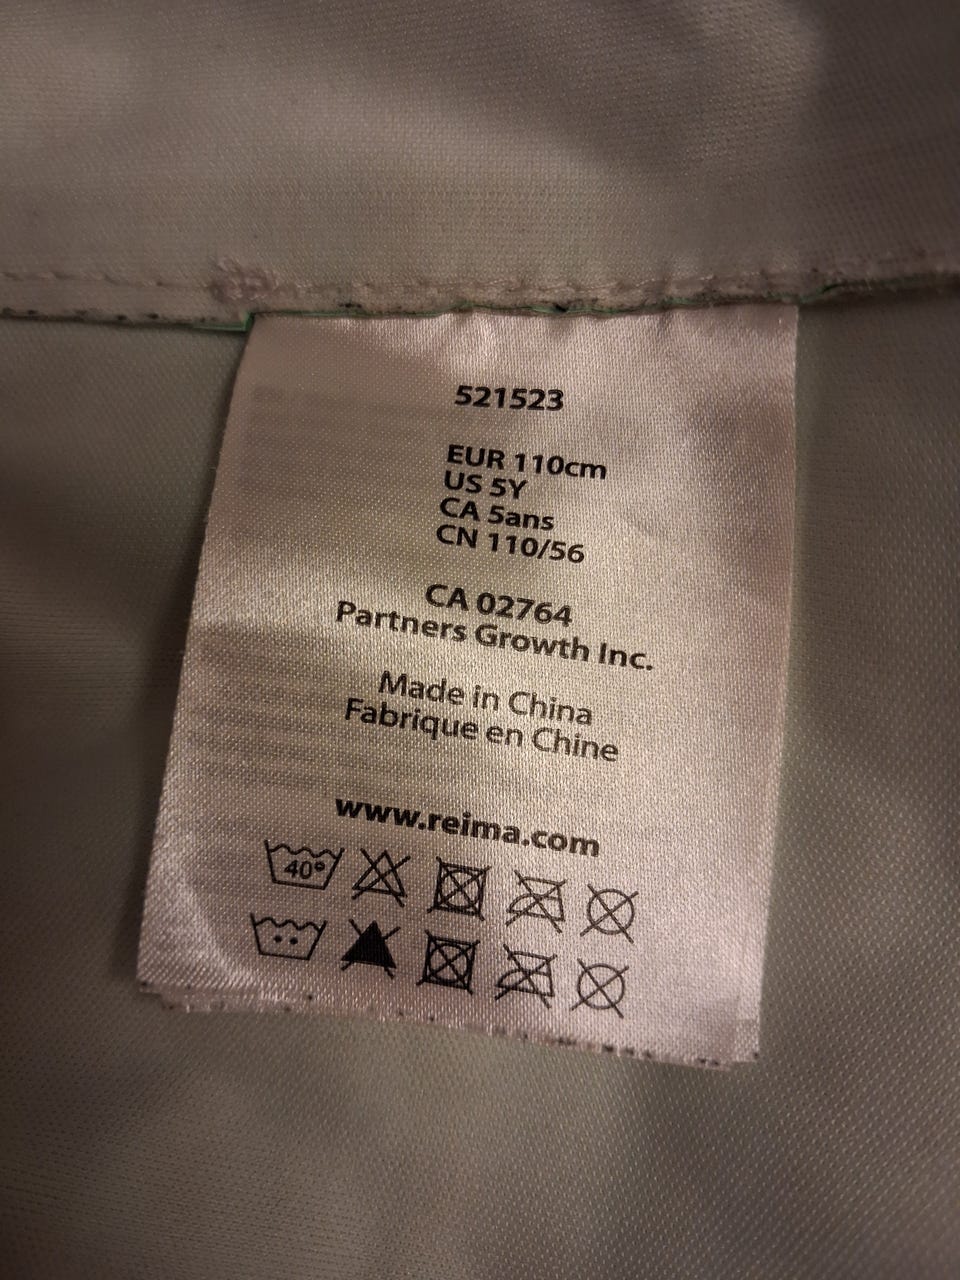 521523
EUR 110cm
US 5Y
CA 5ans
CN 110/56
CA 02764
Partners Growth Inc.
Made in China
Fabrique en Chine
www.reima.com
40°